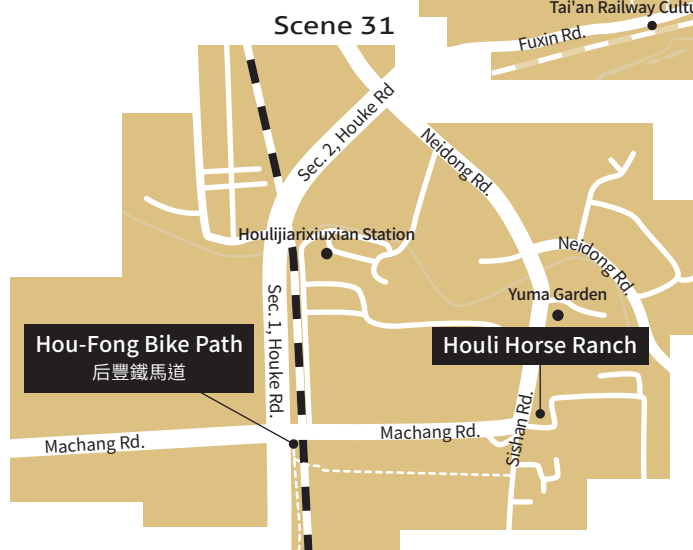 Tai'an Railway Cultu
Scene 31
Fuxin Rd.
Sec. 2, Houke Rd
Neidong Rd.
Houlijiarixiuxian Station
Neidong Rd.
Yuma Garden
Sec. 1, Houke Rd.
Hou-Fong Bike Path
后豐鐵馬道
Houli Horse Ranch
Sishan Rd.
Machang Rd.
Machang Rd.